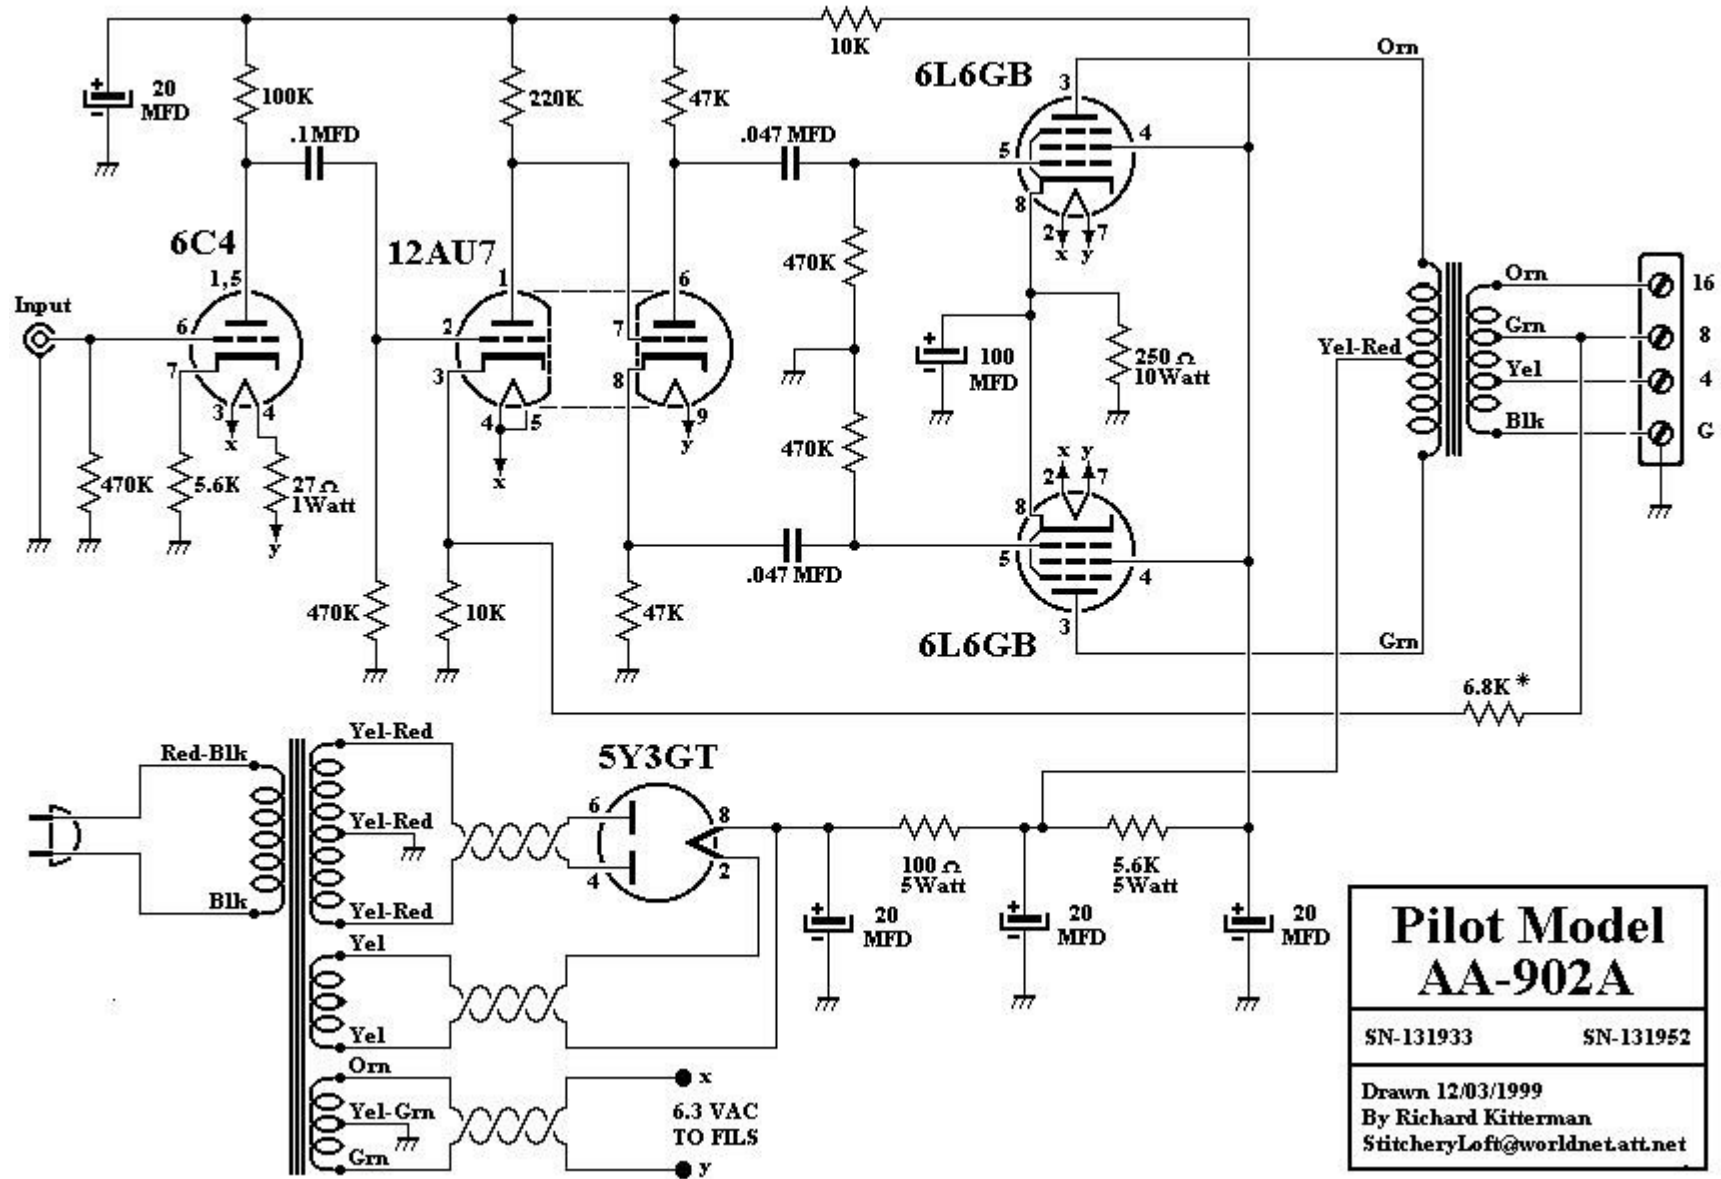 10K
Orn
6L6GB
20
MFD
100K
220K
47K
3
4
5
8
2
7
x
y
.1MFD
.047 MFD
6C4
12AU7
1,5
1
6
Input
6
7
3
4
x
2
3
4
5
x
7
8
9
y
470K
470K
100
MFD
250 Ω
10Watt
Yel-Red
Orn
Grn
Yel
Blk
16
8
4
G
470K
5.6K
27 Ω
1Watt
y
x
y
2
7
8
5
4
3
.047 MFD
470K
10K
47K
6L6GB
Grn
6.8K *
Red-Blk
Blk
Yel-Red
Yel-Red
Yel-Red
Yel
Yel
Orn
Yel-Grn
Grn
5Y3GT
6
4
8
2
100 Ω
5Watt
5.6K
5Watt
20
MFD
20
MFD
20
MFD
x
6.3 VAC
TO FILS
y
Pilot Model
AA-902A
SN-131933 SN-131952
Drawn 12/03/1999
By Richard Kitterman
StitcheryLoft@worldnet.att.net